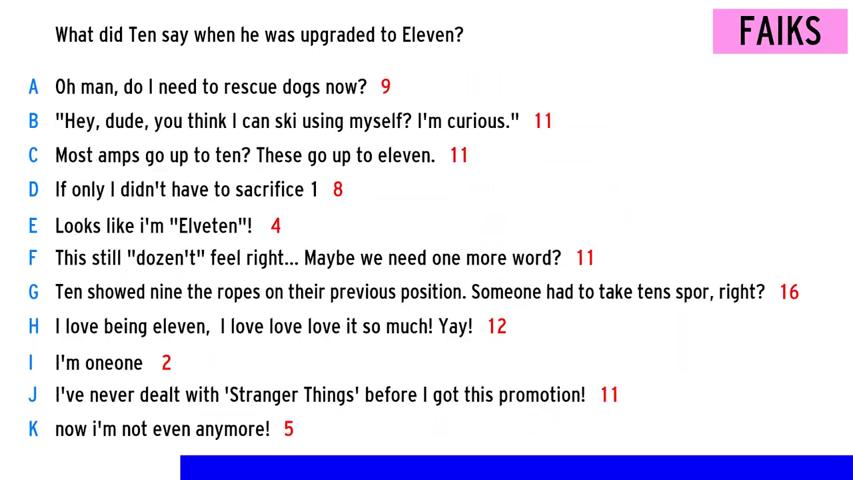 What did Ten say when he was upgraded to Eleven?
FAIKS
A Oh man, do I need to rescue dogs now? 9
B "Hey, dude, you think I can ski using myself? I'm curious." 11
C Most amps go up to ten? These go up to eleven. 11
D If only I didn't have to sacrifice 1 8
E Looks like i'm "Elveten"! 4
F This still "dozen't" feel right... Maybe we need one more word? 11
G Ten showed nine the ropes on their previous position. Someone had to take tens spor, right? 16
H I love being eleven, I love love love it so much! Yay! 12
I I'm oneone 2
J I've never dealt with 'Stranger Things' before I got this promotion! 11
K now i'm not even anymore! 5